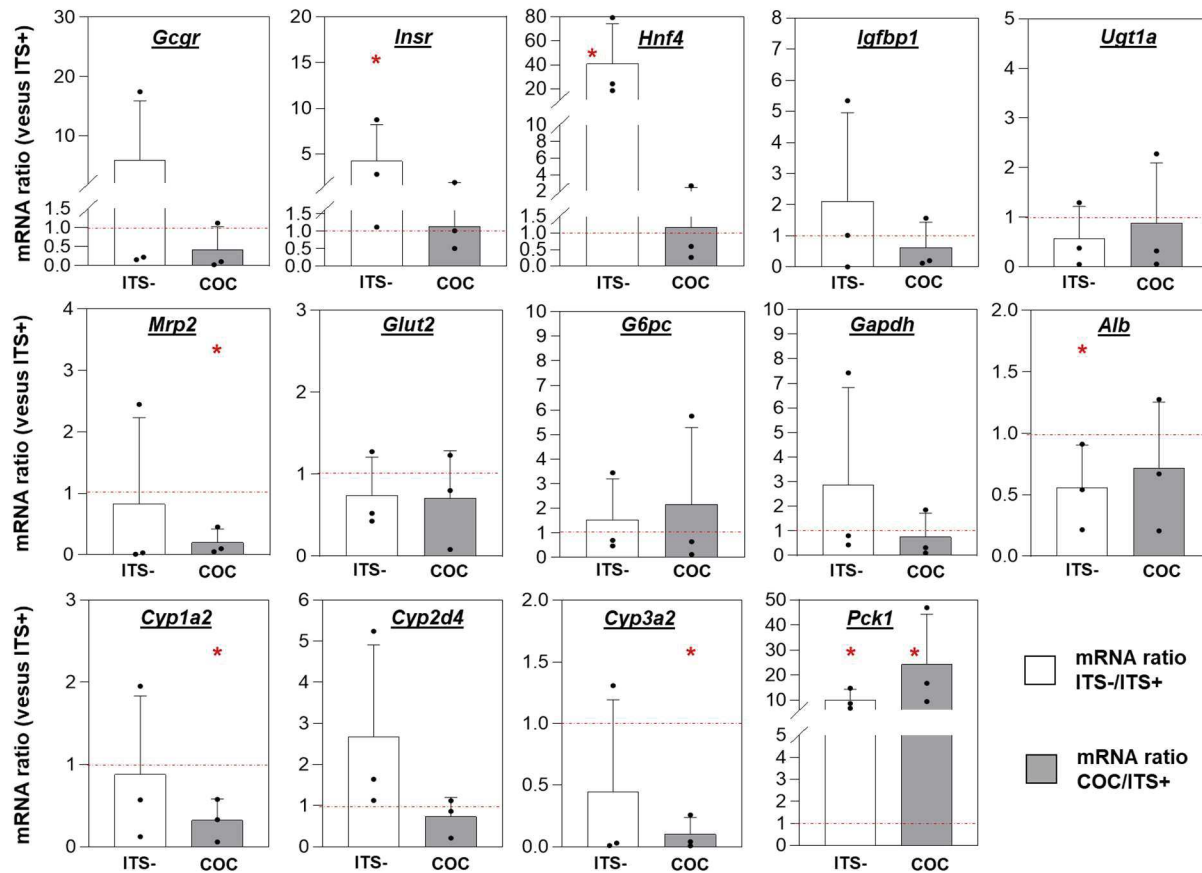 mRNA ratio (vesus ITS+)
Gcgr
30
20
10
1.5
1.0
0.5
0.0
ITS-
COC
Insr
*
20
15
10
5
1.5
1.0
0.5
0.0
ITS-
COC
Hnf4
*
80
60
40
20
10
8
6
4
2
1.5
1.0
0.5
0.0
ITS-
COC
Igfbp1
8
7
6
5
4
3
2
1
0
ITS-
COC
Ugt1a
5
4
3
2
1
0
ITS-
COC
mRNA ratio (vesus ITS+)
Mrp2
*
4
3
2
1
0
ITS-
COC
Glut2
3
2
1
0
ITS-
COC
G6pc
10
9
8
7
6
5
4
3
2
1
0
ITS-
COC
Gapdh
10
9
8
7
6
5
4
3
2
1
0
ITS-
COC
Alb
*
2.0
1.5
1.0
0.5
0.0
ITS-
COC
mRNA ratio (vesus ITS+)
Cyp1a2
*
3
2
1
0
ITS-
COC
Cyp2d4
6
5
4
3
2
1
0
ITS-
COC
Cyp3a2
*
2.0
1.5
1.0
0.5
0.0
ITS-
COC
Pck1
* *
50
40
30
20
10
5
4
3
2
1
0
ITS-
COC
mRNA ratio
ITS-/ITS+
mRNA ratio
COC/ITS+